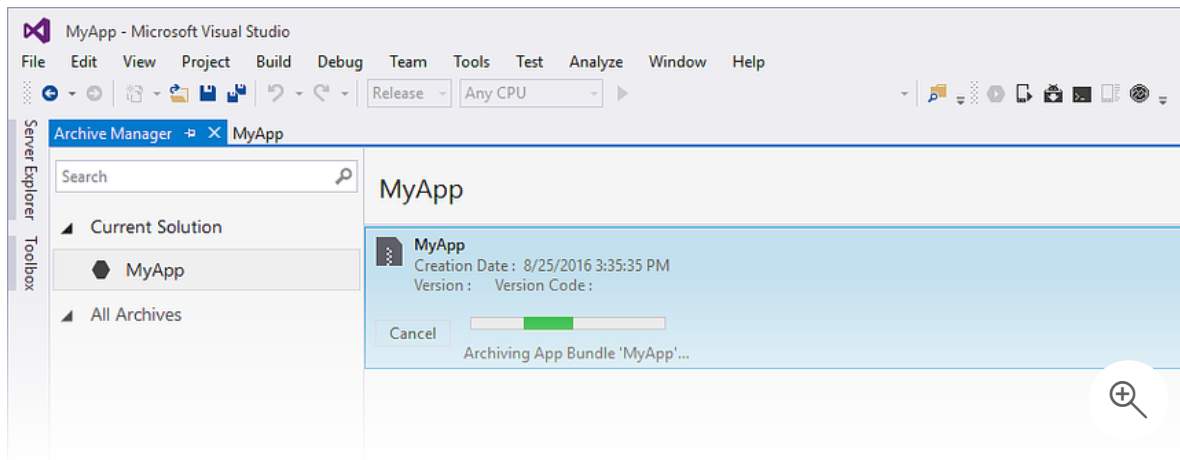 MyApp - Microsoft Visual Studio
File Edit View Project Build Debug Team Tools Test Analyze Window Help
Release Any CPU
Server Explorer
Toolbox
Archive Manager MyApp
Search
Current Solution
MyApp
All Archives
MyApp
MyApp
Creation Date : 8/25/2016 3:35:35 PM
Version : Version Code :
Cancel
Archiving App Bundle 'MyApp'...